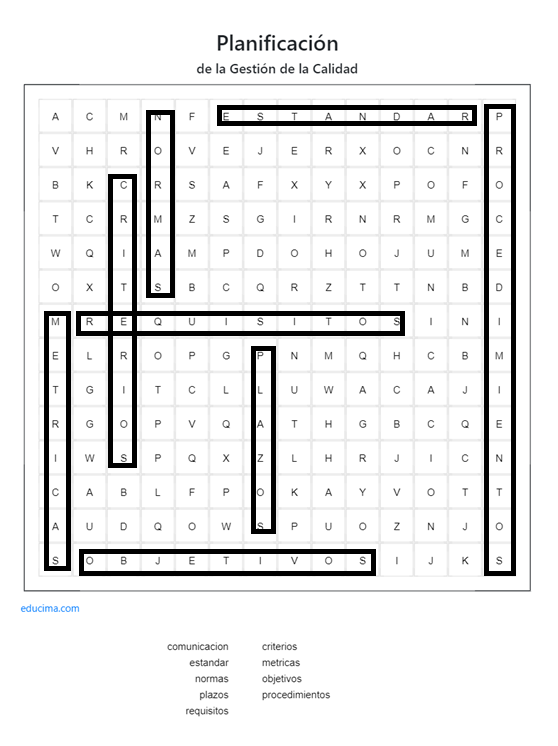 Planificación
de la Gestión de la Calidad
A C M N F E S T A N D A R P
V H R O V E J E R X O C N R
B K C R S A F X Y X P O F O
T C R M Z S G I R N R M G C
W Q I A M P D O H O J U M E
O X T S B C Q R Z T T N B D
M R E Q U I S I T O S I N I
E L R O P G P N M Q H C B M
T G I T C L L U W A C A J I
R G O P V Q A T H G B C Q E
I W S P Q X Z L H R J I C N
C A B L F P O K A Y V O T T
A U D Q O W S P U O Z N J O
S O B J E T I V O S I J K S
educima.com
comunicacion criterios
estandar metricas
normas objetivos
plazos procedimientos
requisitos